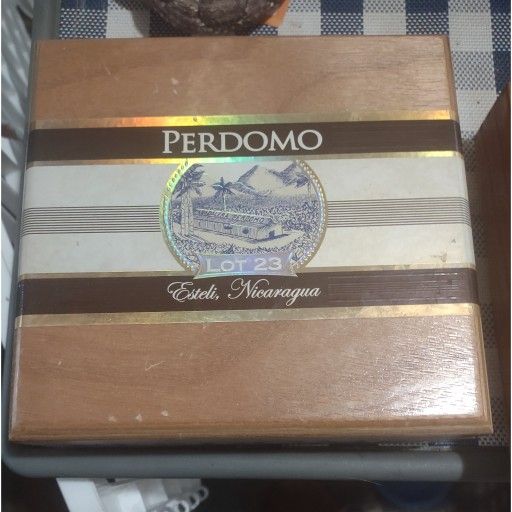 PERDOMO
LOT 23
Esteli, Nicaragua